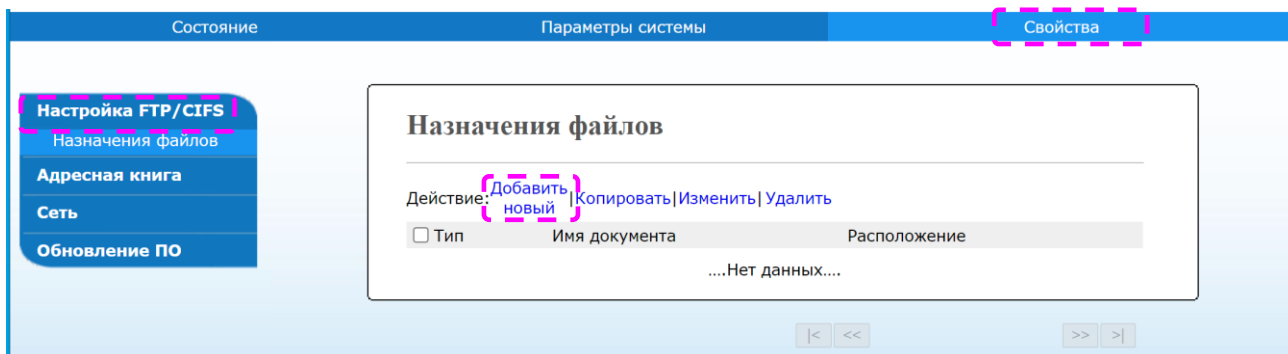 Состояние Параметры системы Свойства
Настройка FTP/CIFS
Назначения файлов
Адресная книга
Сеть
Обновление ПО
Назначения файлов
Действие: Добавить новый |Копировать|Изменить| Удалить
Тип Имя документа Расположение
....Нет данных....
|< << >> >|